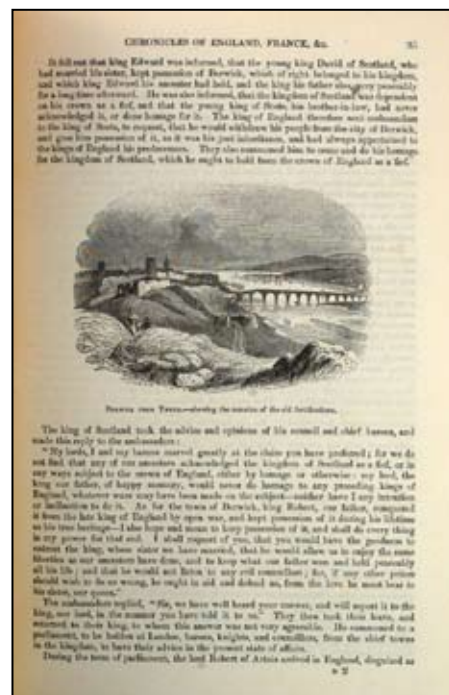 CHRONICLES OF ENGLAND, FRANCE, &c. 35
It fell out that king Edward was informed, that the young king David of Scotland, who
had married his sister, kept possession of Berwick, which of right belonged to his kingdom,
and which king Edward his ancestor had held, and the king his father also, very peaceably
for a long time afterward. He was also informed, that the kingdom of Scotland was dependent
on his crown as a fief, and that the young king of Scots, his brother-in-law, had never
acknowledged it, or done homage for it. The king of England therefore sent ambassadors
to the king of Scots, to request, that he would withdraw his people from the city of Berwick,
and give him possession of it, as it was his just inheritance, and had always appertained to
the kings of England his predecessors. They also summoned him to come and do his homage
for the kingdom of Scotland, which he ought to hold from the crown of England as a fief.
Berwick upon Tweed.—showing the remains of the old fortifications.
The king of Scotland took the advice and opinions of his council and chief barons, and
made this reply to the ambassadors:
"My lords, I and my barons marvel greatly at the claim you have preferred; for we do
not find, that any of our ancestors acknowledged the kingdom of Scotland as a fief, or in
any ways subject to the crown of England, either by homage or otherwise: my lord, the
king our father, of happy memory, would never do homage to any preceding kings of
England, whatever wars may have been made on the subject—neither have I any intention
or inclination to do it. As for the town of Berwick, king Robert, our father, conquered
it from the late king of England by open war, and kept possession of it during his lifetime
as his true heritage—I also hope and mean to keep possession of it, and shall do every thing
in my power for that end. I shall request of you, that you would have the goodness to
entreat the king, whose sister we have married, that he would allow us to enjoy the same
liberties as our ancestors have done, and to keep what our father won and held peaceably
all his life; and that he would not listen to any evil counsellors; for, if any other prince
should wish to do us wrong, he ought to aid and defend us, from the love he must bear to
his sister, our queen."
The ambassadors replied, "Sir, we have well heard your answer, and will report it to the
king, our lord, in the manner you have told it to us." They then took their leave, and
returned to their king, to whom this answer was not very agreeable. He summoned to a
parliament, to be holden at London, barons, knights, and councillors, from the chief towns
in the kingdom, to have their advice in the present state of affairs.
During the term of parliament, the lord Robert of Artois arrived in England, disguised as